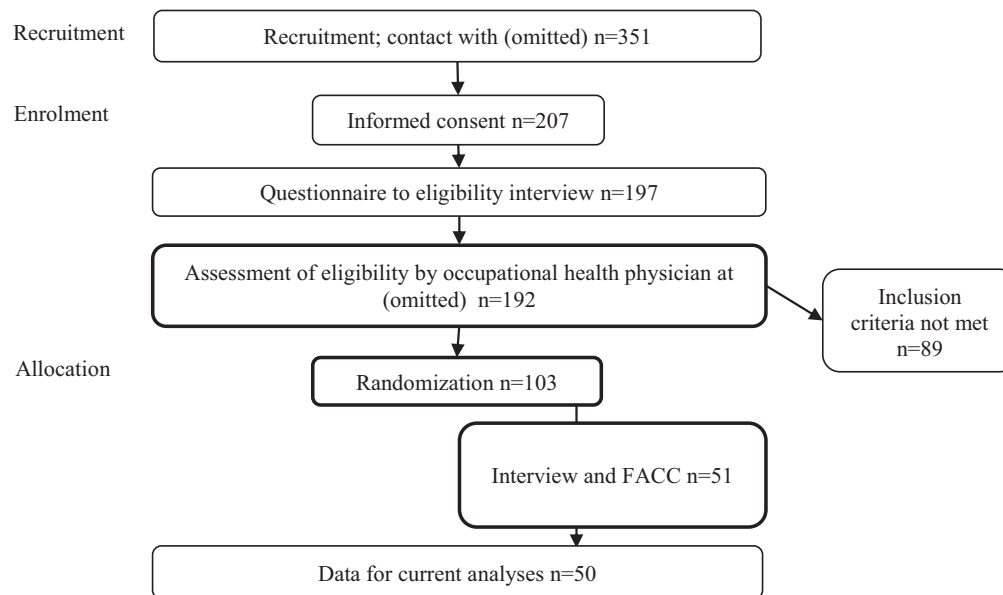 Recruitment
Recruitment; contact with (omitted) n=351
Enrolment
Informed consent n=207
Questionnaire to eligibility interview n=197
Assessment of eligibility by occupational health physician at
(omitted) n=192
Inclusion
criteria not met
n=89
Allocation
Randomization n=103
Interview and FACC n=51
Data for current analyses n=50